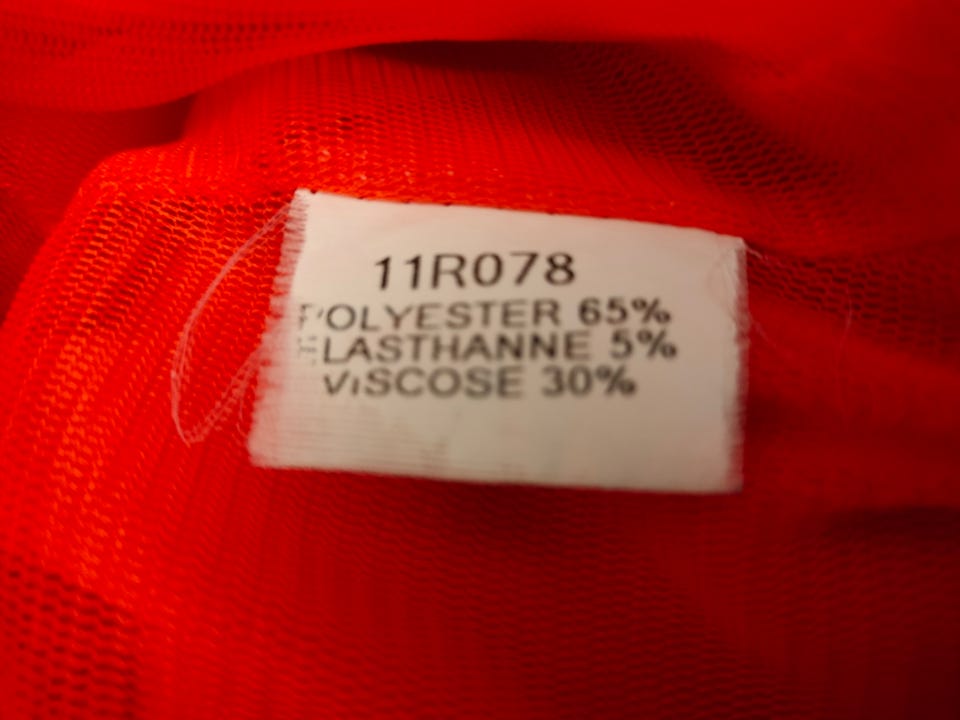 11R078
POLYESTER 65%
ELASTHANNE 5%
VISCOSE 30%